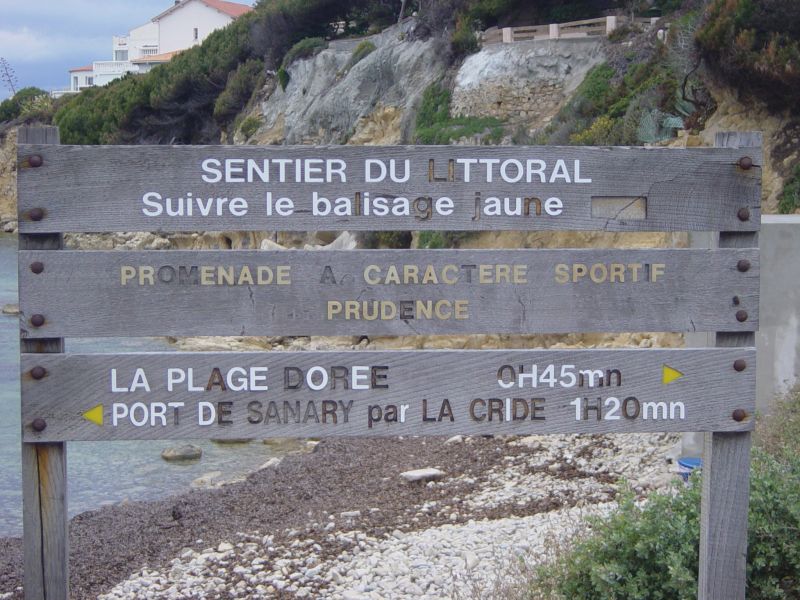 SENTIER DU LITTORAL
Suivre le balisage jaune
PROMENADE A CARACTERE SPORTIF
PRUDENCE
LA PLAGE DOREE 0H45mn
PORT DE SANARY par LA CRIDE 1H20mn